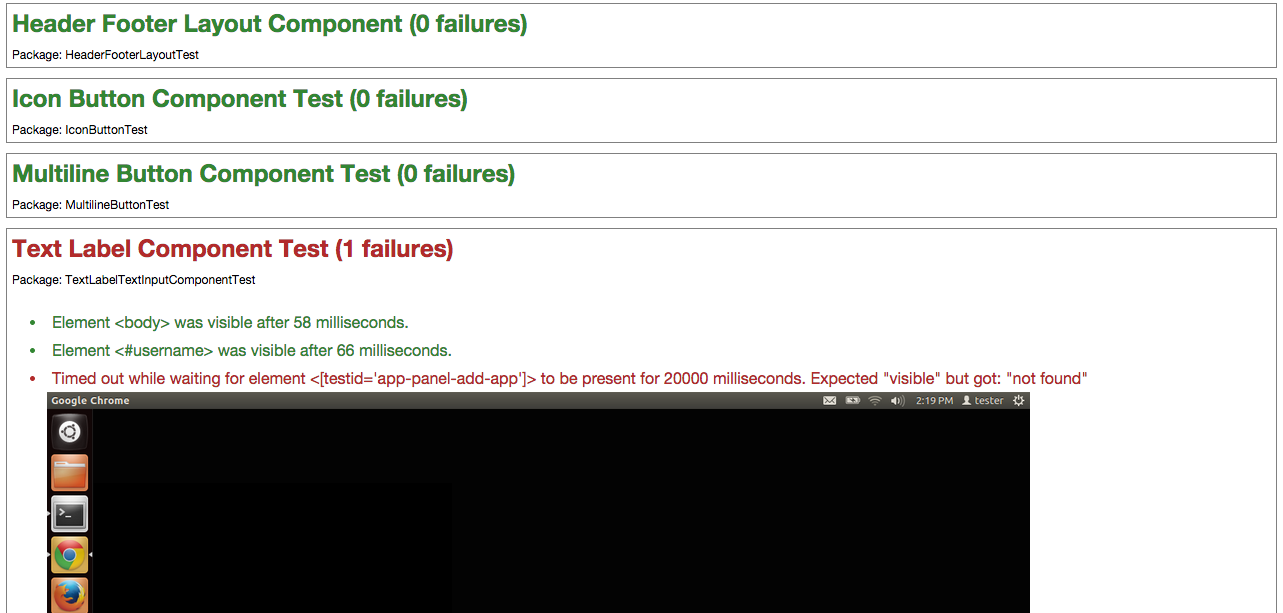 Header Footer Layout Component (0 failures)
Package: HeaderFooterLayoutTest
Icon Button Component Test (0 failures)
Package: IconButtonTest
Multiline Button Component Test (0 failures)
Package: MultilineButtonTest
Text Label Component Test (1 failures)
Package: TextLabelTextInputComponentTest
• Element <body> was visible after 58 milliseconds.
• Element <#username> was visible after 66 milliseconds.
• Timed out while waiting for element <[testid='app-panel-add-app']> to be present for 20000 milliseconds. Expected "visible" but got: "not found"
Google Chrome 2:19 PM tester
>_